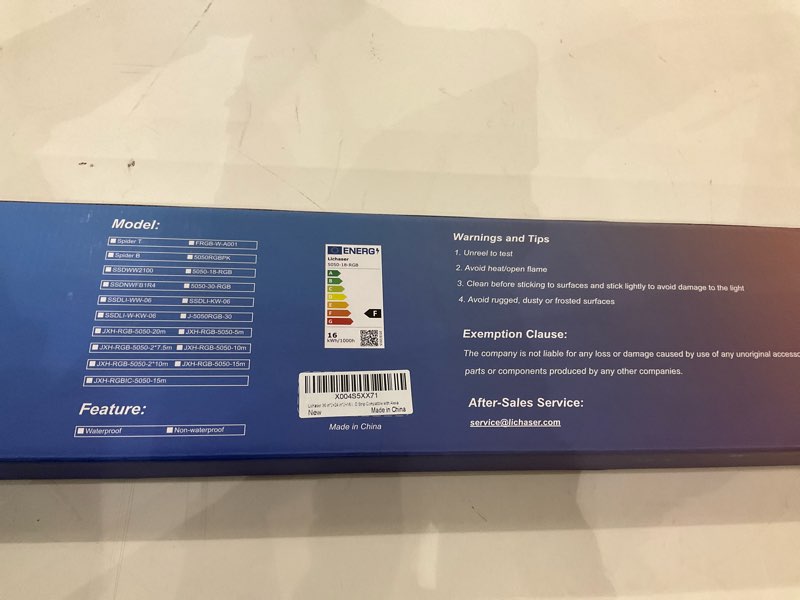 Model:
Spider T FRGB-W-A001
Spider B 5050RGBPK
SSDWW2100 5050-18-RGB
SSDNWFB1R4 5050-30-RGB
SSDLI-WW-06 SSDLI-KW-06
SSDLI-W-KW-06 J-5050RGB-30
JXH-RGB-5050-20m JXH-RGB-5050-5m
JXH-RGB-5050-2*7.5m JXH-RGB-5050-10m
JXH-RGB-5050-2*10m JXH-RGB-5050-15m
JXH-RGBIC-5050-15m
Feature:
Waterproof Non-waterproof
ENERG
Lichaser
5050-18-RGB
A
B
C
D
E
F
G
F
16
kWh/1000h
X004S5XX71
Lichaser Strip Compatible with Alexa
New Made in China
Made in China
Warnings and Tips
1. Unreel to test
2. Avoid heat/open flame
3. Clean before sticking to surfaces and stick lightly to avoid damage to the light
4. Avoid rugged, dusty or frosted surfaces
Exemption Clause:
The company is not liable for any loss or damage caused by use of any unoriginal accesso
parts or components produced by any other companies.
After-Sales Service:
service@lichaser.com